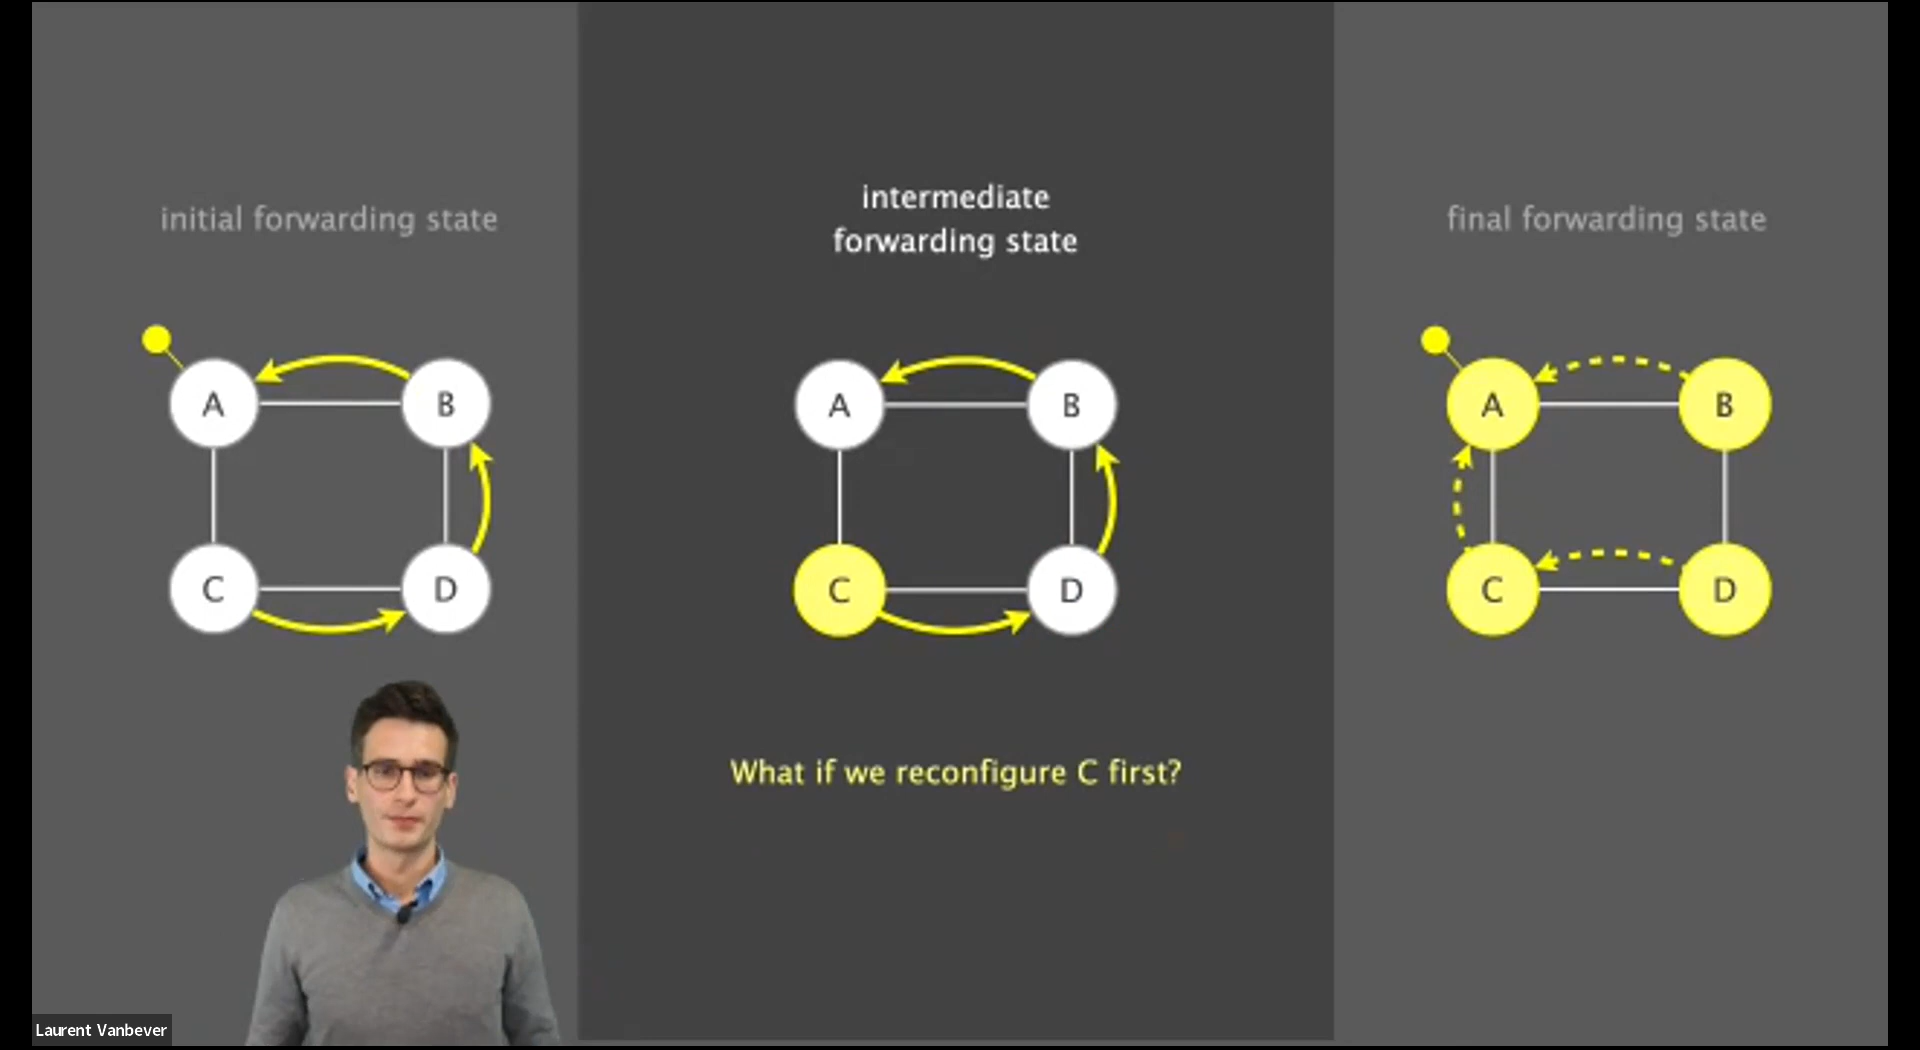 initial forwarding state
A
B
C
D
intermediate
forwarding state
A
B
C
D
What if we reconfigure C first?
final forwarding state
A
B
C
D
Laurent Vanbever